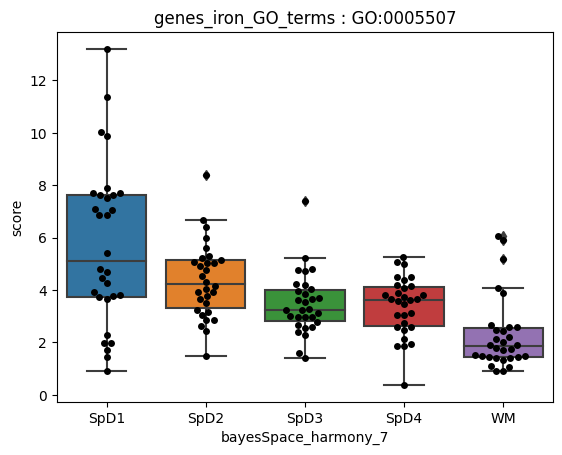 genes_iron_GO_terms : GO:0005507
score
12
10
8
6
4
2
0
SpD1 SpD2 SpD3 SpD4 WM
bayesSpace_harmony_7